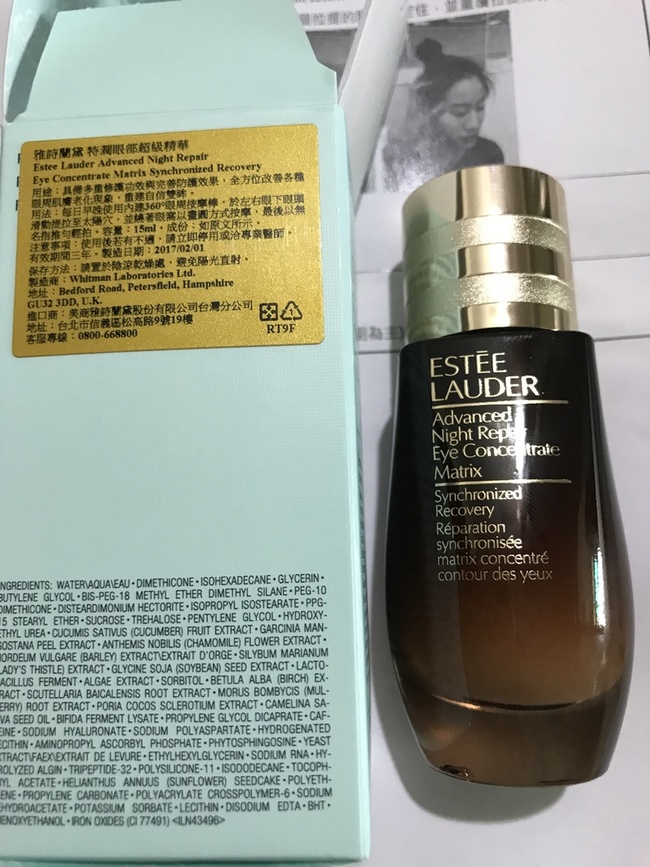 雅詩蘭黛 特潤眼部超級精華
Estee Lauder Advanced Night Repair
Eye Concentrate Matrix Synchronized Recovery
用途：具備多重修護功效與完善防護效果，全方位改善各種
眼周肌膚老化現象，重建自信雙眸。
用法：每日早晚使用內建360°眼周按摩棒，於左右眼下眼頭
滑動提拉至太陽穴，並繞著眼窩以畫圓方式按摩，最後以無
名指推勻輕拍。容量：15ml。成份：如原文所示。
注意事項：使用後若有不適，請立即停用或洽專業醫師。
有效期間三年。製造日期：2017/02/01
保存方法：請置於陰涼乾燥處，避免陽光直射。
製造商：Whitman Laboratories Ltd.
地址：Bedford Road, Petersfield, Hampshire
GU32 3DD, U.K.
進口商：美商雅詩蘭黛股份有限公司台灣分公司
地址：台北市信義區松高路9號19樓
客服專線：0800-668800
RT9F
ESTĒE
LAUDER
Advanced
Night Repair
Eye Concentrate
Matrix
Synchronized
Recovery
Réparation
synchronisée
matrix concentré
contour des yeux
NGREDIENTS: WATER\AQUA\EAU • DIMETHICONE • ISOHEXADECANE • GLYCERIN •
BUTYLENE GLYCOL • BIS-PEG-18 METHYL ETHER DIMETHYL SILANE • PEG-10
DIMETHICONE • DISTEARDIMONIUM HECTORITE • ISOPROPYL ISOSTEARATE • PPG-
15 STEARYL ETHER • SUCROSE • TREHALOSE • PENTYLENE GLYCOL • HYDROXY-
ETHYL UREA • CUCUMIS SATIVUS (CUCUMBER) FRUIT EXTRACT • GARCINIA MAN-
GOSTANA PEEL EXTRACT • ANTHEMIS NOBILIS (CHAMOMILE) FLOWER EXTRACT •
HORDEUM VULGARE (BARLEY) EXTRACT\EXTRAIT D'ORGE • SILYBUM MARIANUM
(LADY'S THISTLE) EXTRACT • GLYCINE SOJA (SOYBEAN) SEED EXTRACT • LACTO-
BACILLUS FERMENT • ALGAE EXTRACT • SORBITOL • BETULA ALBA (BIRCH) EX-
TRACT • SCUTELLARIA BAICALENSIS ROOT EXTRACT • MORUS BOMBYCIS (MUL-
BERRY) ROOT EXTRACT • PORIA COCOS SCLEROTIUM EXTRACT • CAMELINA SA-
TIVA SEED OIL • BIFIDA FERMENT LYSATE • PROPYLENE GLYCOL DICAPRATE • CAF-
FEINE • SODIUM HYALURONATE • SODIUM POLYASPARTATE • HYDROGENATED
LECITHIN • AMINOPROPYL ASCORBYL PHOSPHATE • PHYTOSPHINGOSINE • YEAST
EXTRACT\FAEX\EXTRAIT DE LEVURE • ETHYLHEXYLGLYCERIN • SODIUM RNA • HY-
DROLYZED ALGIN • TRIPEPTIDE-32 • POLYSILICONE-11 • ISODODECANE • TOCOPH-
ERYL ACETATE • HELIANTHUS ANNUUS (SUNFLOWER) SEEDCAKE • POLYETH-
YLENE • PROPYLENE CARBONATE • POLYACRYLATE CROSSPOLYMER-6 • SODIUM
DEHYDROACETATE • POTASSIUM SORBATE • LECITHIN • DISODIUM EDTA • BHT •
PHENOXYETHANOL • IRON OXIDES (CI 77491) <ILN43496>